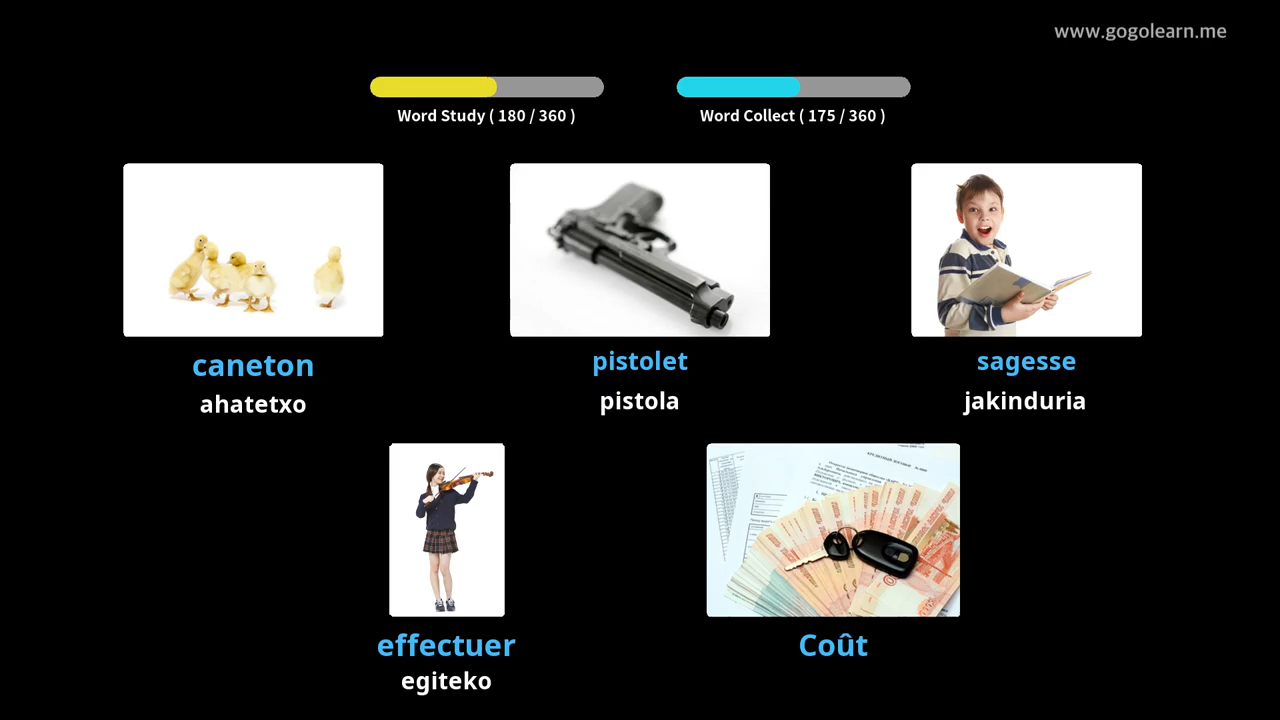 www.gogolearn.me
Word Study ( 180 / 360 )
Word Collect ( 175 / 360 )
caneton
ahatetxo
pistolet
pistola
sagesse
jakinduria
effectuer
egiteko
Coût